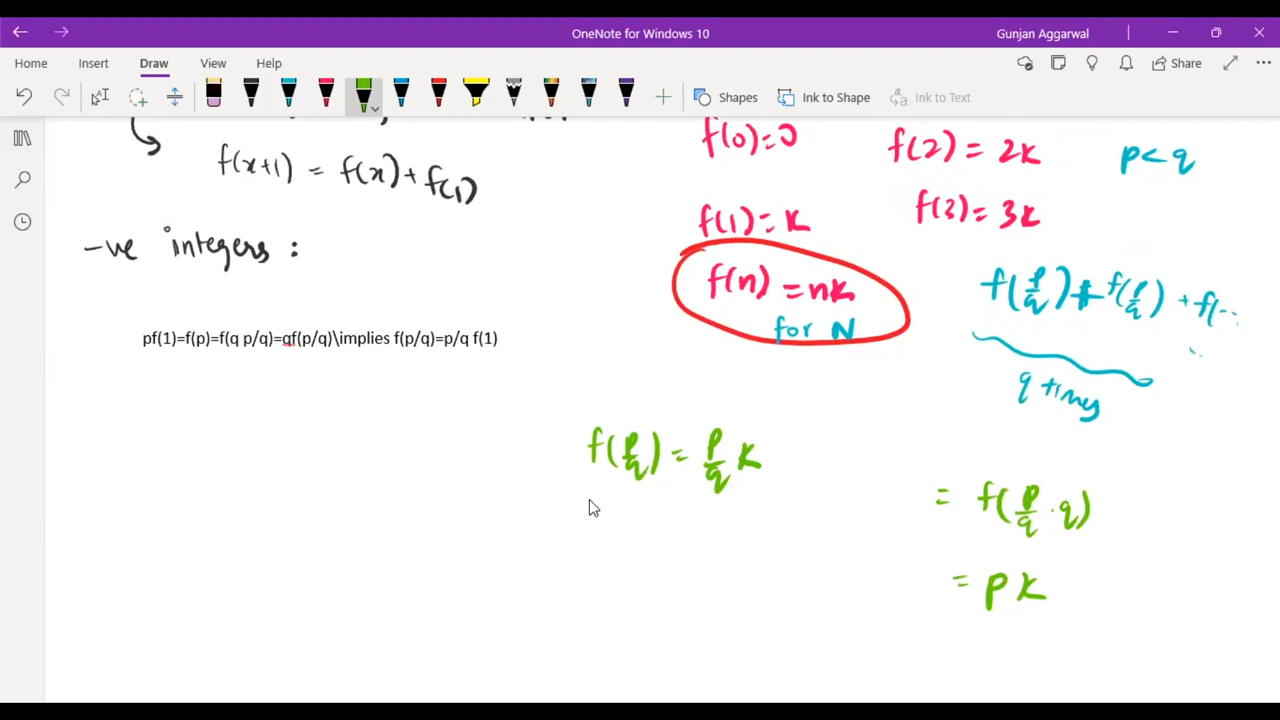 OneNote for Windows 10
Gunjan Aggarwal
Home Insert Draw View Help
Share
Shapes
Ink to Shape
Ink to Text
f(x+1) = f(x)+f(1)
-ve integers :
pf(1)=f(p)=f(q p/q)=qf(p/q)\implies f(p/q)=p/q f(1)
f(0)=0
f(1)=k
f(n)=nk
for N
f(2)=2k
f(3)=3k
p<q
f(p/q)+f(p/q)+f(..
q times
f(p/q)=p/q k
= f(p/q·q)
= pk